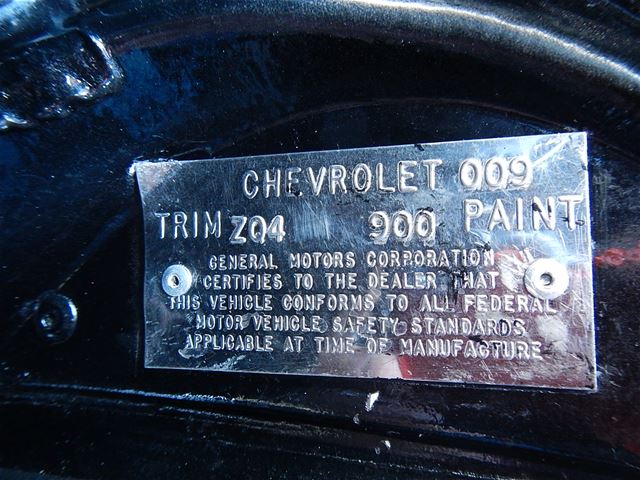 CHEVROLET 009
TRIM ZQ4 900 PAINT
GENERAL MOTORS CORPORATION
CERTIFIES TO THE DEALER THAT
THIS VEHICLE CONFORMS TO ALL FEDERAL
MOTOR VEHICLE SAFETY STANDARDS
APPLICABLE AT TIME OF MANUFACTURE